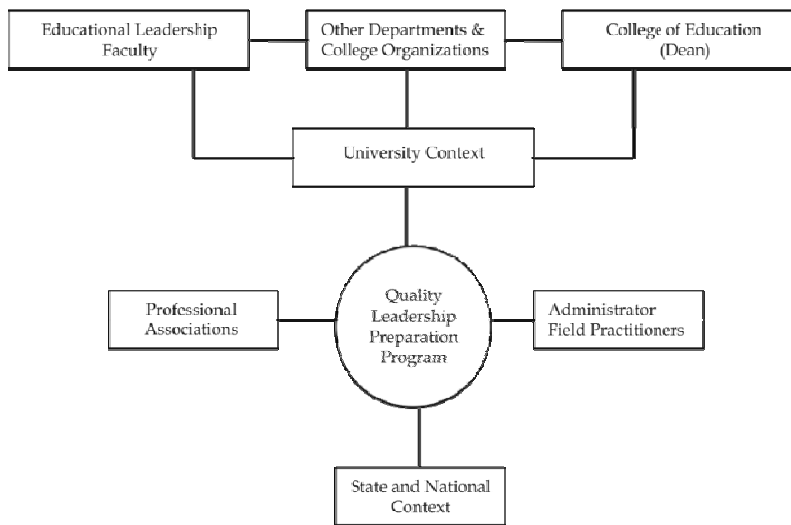 Educational Leadership
Faculty
Other Departments &
College Organizations
College of Education
(Dean)
University Context
Professional
Associations
Quality
Leadership
Preparation
Program
Administrator
Field Practitioners
State and National
Context